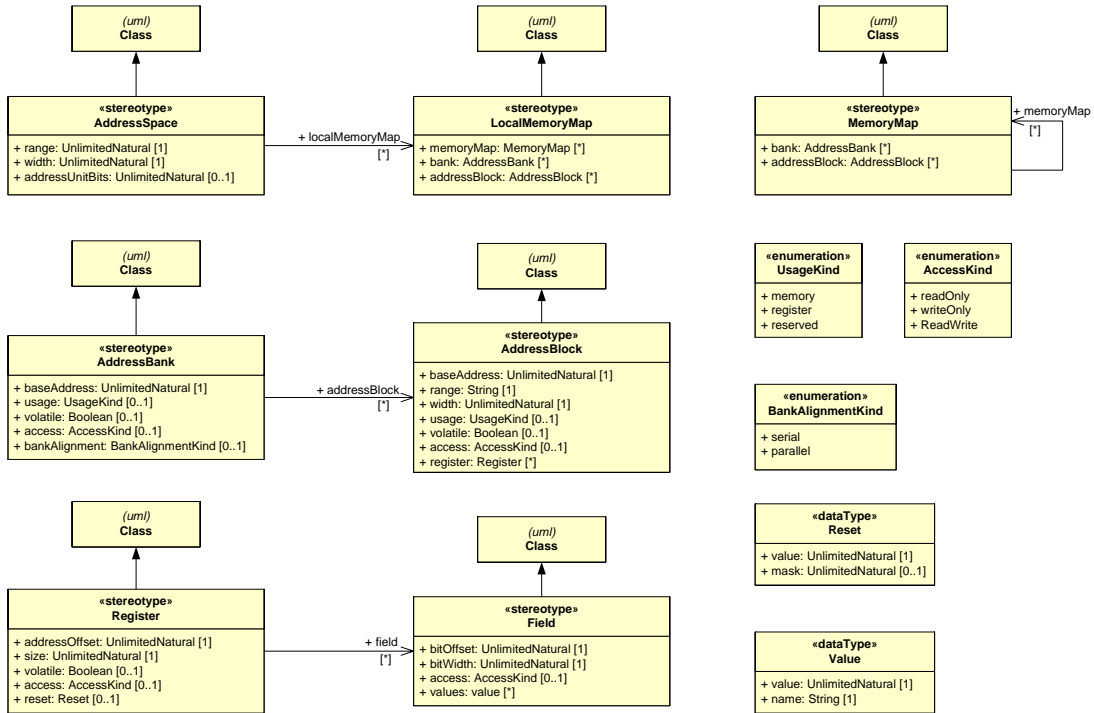 (uml)
Class
(uml)
Class
(uml)
Class
«stereotype»
AddressSpace
+ range: UnlimitedNatural [1]
+ width: UnlimitedNatural [1]
+ addressUnitBits: UnlimitedNatural [0..1]
+ localMemoryMap
[*]
«stereotype»
LocalMemoryMap
+ memoryMap: MemoryMap [*]
+ bank: AddressBank [*]
+ addressBlock: AddressBlock [*]
«stereotype»
MemoryMap
+ bank: AddressBank [*]
+ addressBlock: AddressBlock [*]
+ memoryMap
[*]
(uml)
Class
(uml)
Class
«enumeration»
UsageKind
+ memory
+ register
+ reserved
«enumeration»
AccessKind
+ readOnly
+ writeOnly
+ ReadWrite
«stereotype»
AddressBank
+ baseAddress: UnlimitedNatural [1]
+ usage: UsageKind [0..1]
+ volatile: Boolean [0..1]
+ access: AccessKind [0..1]
+ bankAlignment: BankAlignmentKind [0..1]
+ addressBlock
[*]
«stereotype»
AddressBlock
+ baseAddress: UnlimitedNatural [1]
+ range: String [1]
+ width: UnlimitedNatural [1]
+ usage: UsageKind [0..1]
+ volatile: Boolean [0..1]
+ access: AccessKind [0..1]
+ register: Register [*]
«enumeration»
BankAlignmentKind
+ serial
+ parallel
(uml)
Class
(uml)
Class
«dataType»
Reset
+ value: UnlimitedNatural [1]
+ mask: UnlimitedNatural [0..1]
«stereotype»
Register
+ addressOffset: UnlimitedNatural [1]
+ size: UnlimitedNatural [1]
+ volatile: Boolean [0..1]
+ access: AccessKind [0..1]
+ reset: Reset [0..1]
+ field
[*]
«stereotype»
Field
+ bitOffset: UnlimitedNatural [1]
+ bitWidth: UnlimitedNatural [1]
+ access: AccessKind [0..1]
+ values: value [*]
«dataType»
Value
+ value: UnlimitedNatural [1]
+ name: String [1]